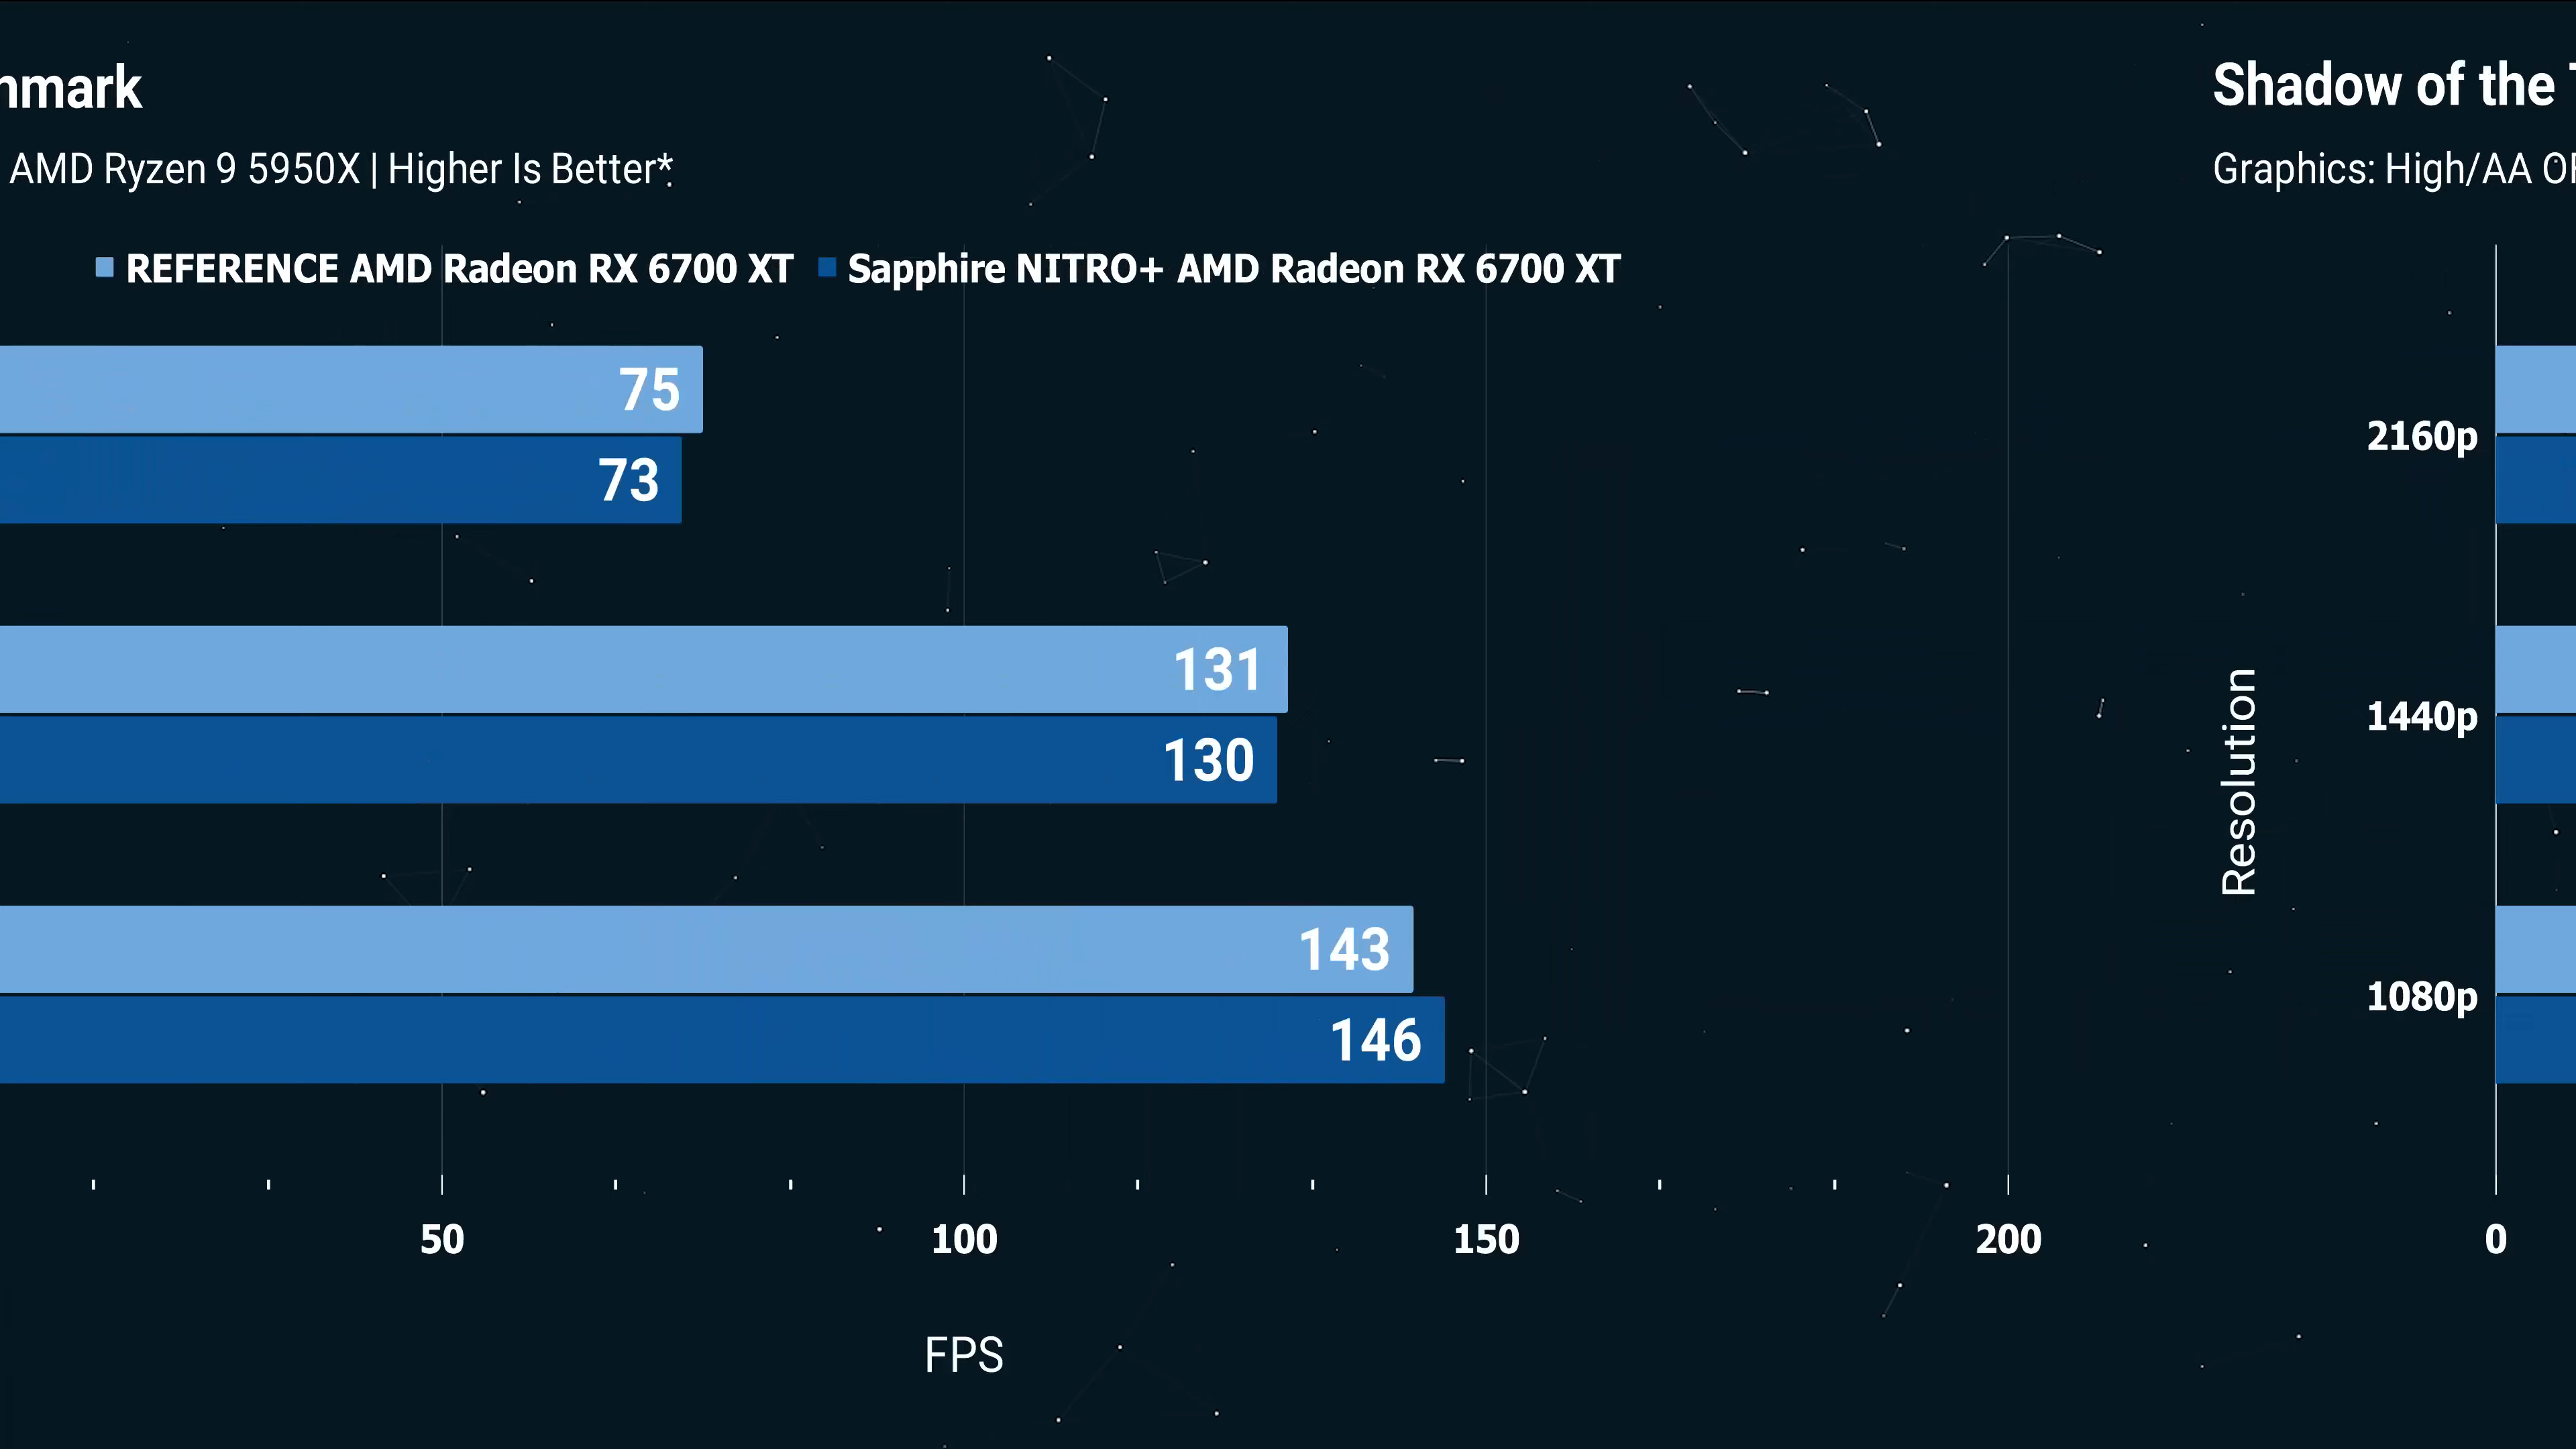 nmark
AMD Ryzen 9 5950X | Higher Is Better*
REFERENCE AMD Radeon RX 6700 XT
Sapphire NITRO+ AMD Radeon RX 6700 XT
75
73
131
130
143
146
50
100
150
200
FPS
Shadow of the
Graphics: High/AA
2160p
1440p
1080p
Resolution
0